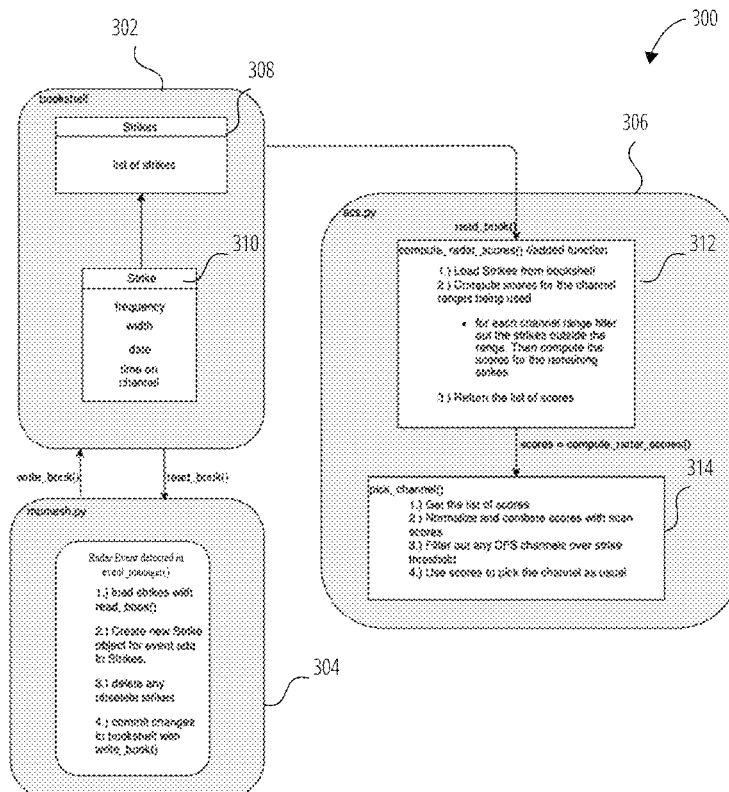 300
302
308
bookshelf
Strikes
list of strikes
310
Strike
frequency
width
date
time on
channel
write_book()
read_book()
304
Radar Event detected in
event_manager()
1.) load strikes with
read_book()
2.) Create new Strike
object for event add
to Strikes.
3.) delete any
obsolete strikes
4.) commit changes
to bookshelf with
write_book()
306
acs.py
read_book()
312
compute_radar_scores() //added function
1.) Load Strikes from bookshelf
2.) Compute scores for the channel
ranges being used
• for each channel range filter
out the strikes outside the
range. Then compute the
scores for the remaining
strikes
3.) Return the list of scores
scores = compute_radar_scores()
314
pick_channel()
1.) Get the list of scores
2.) Normalize and combine scores with scan
scores
3.) Filter out any DFS channels over strike
threshold
4.) Use scores to pick the channel as usual